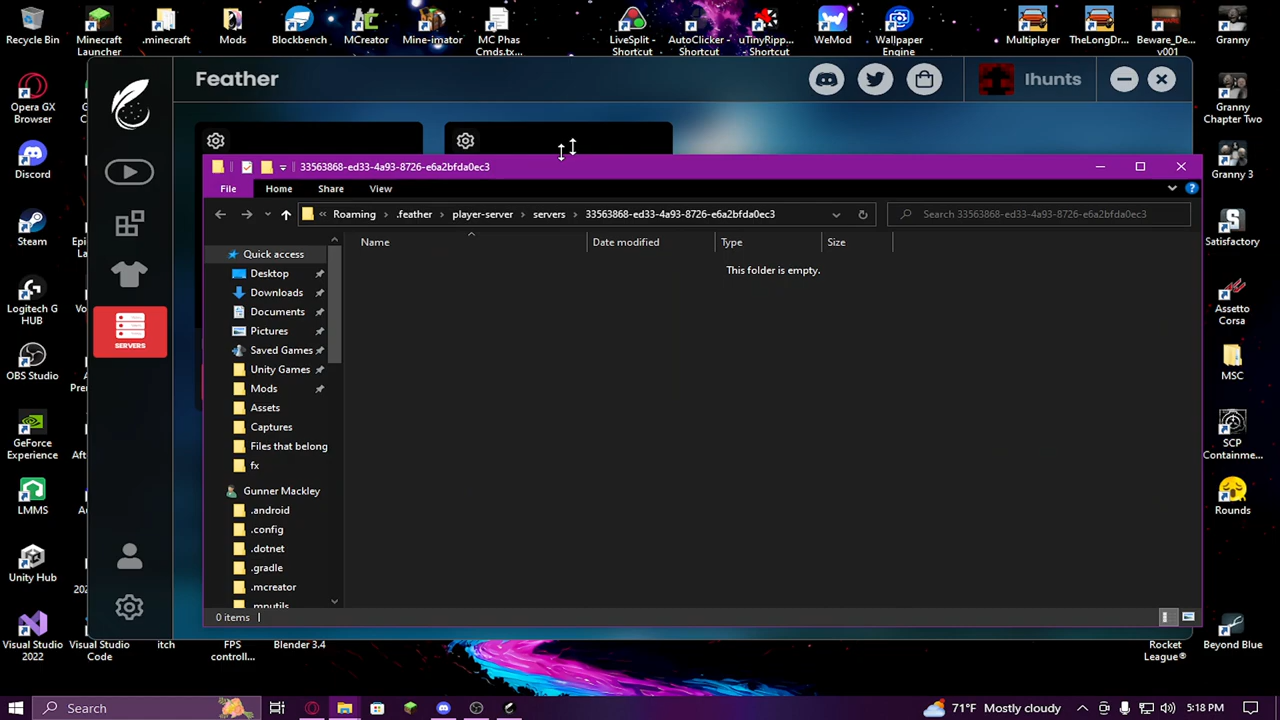 Recycle Bin
Minecraft Launcher
.minecraft
Mods
Blockbench
MCreator
Mine-imator
MC Phas Cmds.tx...
LiveSplit - Shortcut
AutoClicker - Shortcut
uTinyRipp... - Shortcut
WeMod
Wallpaper Engine
Multiplayer
TheLongDr...
Beware_De... v001
Granny
Feather
Ihunts
Opera GX Browser
Granny Chapter Two
33563868-ed33-4a93-8726-e6a2bfda0ec3
File
Home
Share
View
Discord
Granny 3
« Roaming > .feather > player-server > servers > 33563868-ed33-4a93-8726-e6a2bfda0ec3
Search 33563868-ed33-4a93-8726-e6a2bfda0ec3
Steam
Satisfactory
Name
Date modified
Type
Size
Quick access
This folder is empty.
Desktop
Downloads
Documents
Pictures
Saved Games
Unity Games
Mods
Assets
Captures
Files that belong
fx
Gunner Mackley
.android
.config
.dotnet
.gradle
.mcreator
.mputils
0 items
Logitech G HUB
Assetto Corsa
SERVERS
OBS Studio
MSC
GeForce Experience
SCP Containme...
LMMS
Rounds
Unity Hub
Visual Studio 2022
Visual Studio Code
itch
FPS controll...
Blender 3.4
Rocket League®
Beyond Blue
Search
71°F Mostly cloudy
5:18 PM